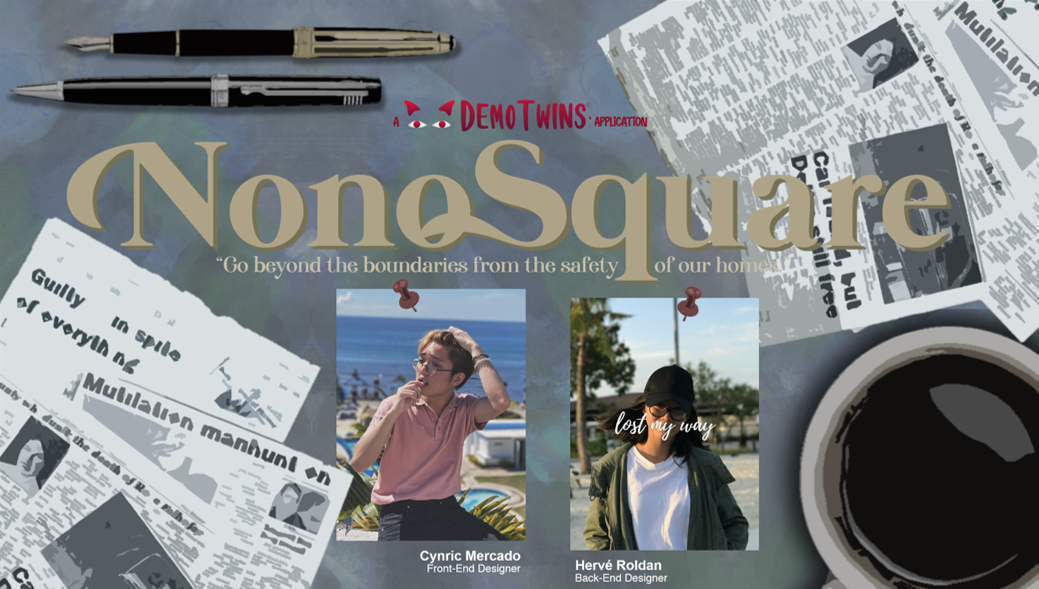 A DEMOTWINS APPLICATION
NonoSquare
"Go beyond the boundaries from the safety of our homes."
Guilty
in spite
of everything
Mutilation manhunt on
Mutilation
lost my way
Cynric Mercado
Front-End Designer
Hervé Roldan
Back-End Designer